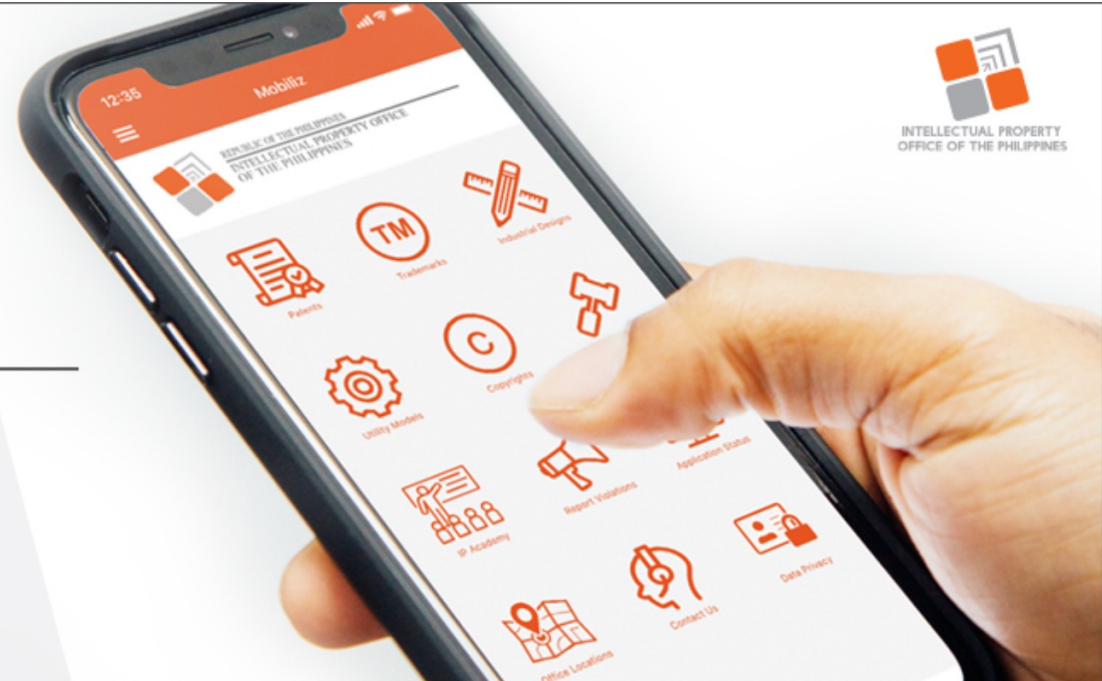 12:35
Mobiliz
REPUBLIC OF THE PHILIPPINES
INTELLECTUAL PROPERTY OFFICE
OF THE PHILIPPINES
INTELLECTUAL PROPERTY
OFFICE OF THE PHILIPPINES
Patents
TM
Trademarks
Industrial Designs
Utility Models
C
Copyrights
IP Academy
Report Violations
Application Status
Office Locations
Contact Us
Data Privacy